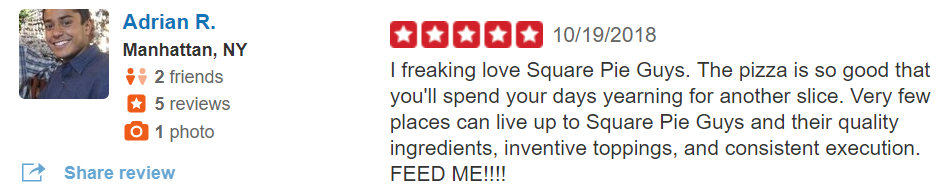 Adrian R.
Manhattan, NY
2 friends
5 reviews
1 photo
Share review
10/19/2018
I freaking love Square Pie Guys. The pizza is so good that
you'll spend your days yearning for another slice. Very few
places can live up to Square Pie Guys and their quality
ingredients, inventive toppings, and consistent execution.
FEED ME!!!!